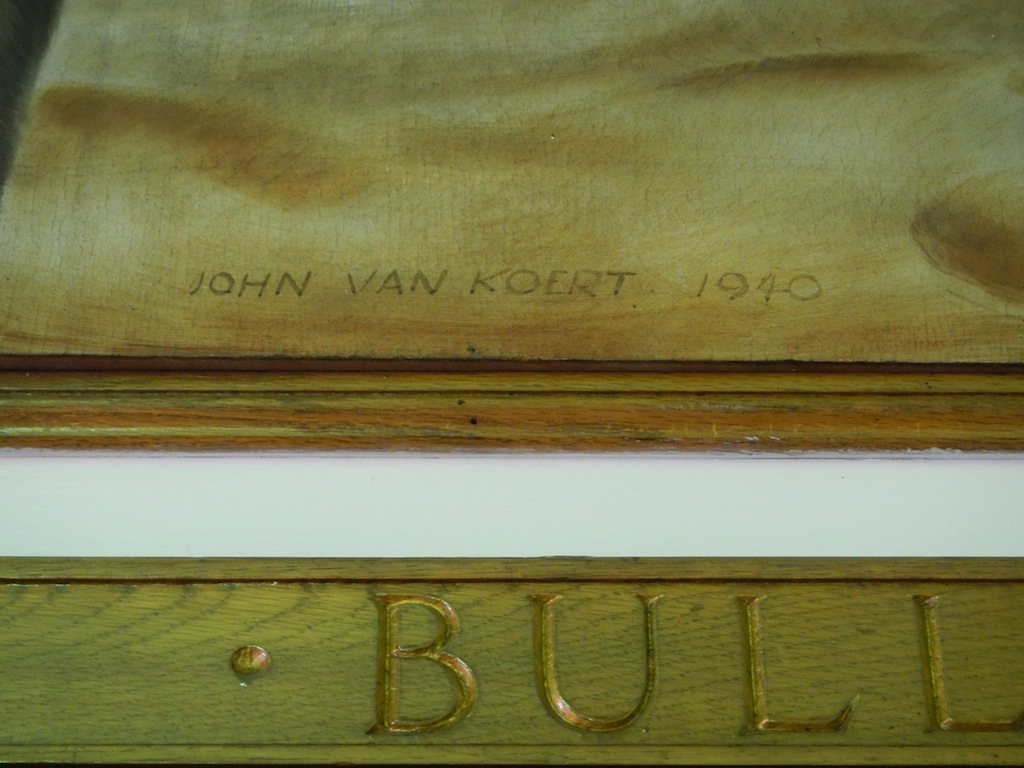 JOHN VAN KOERT. 1940
· BULL